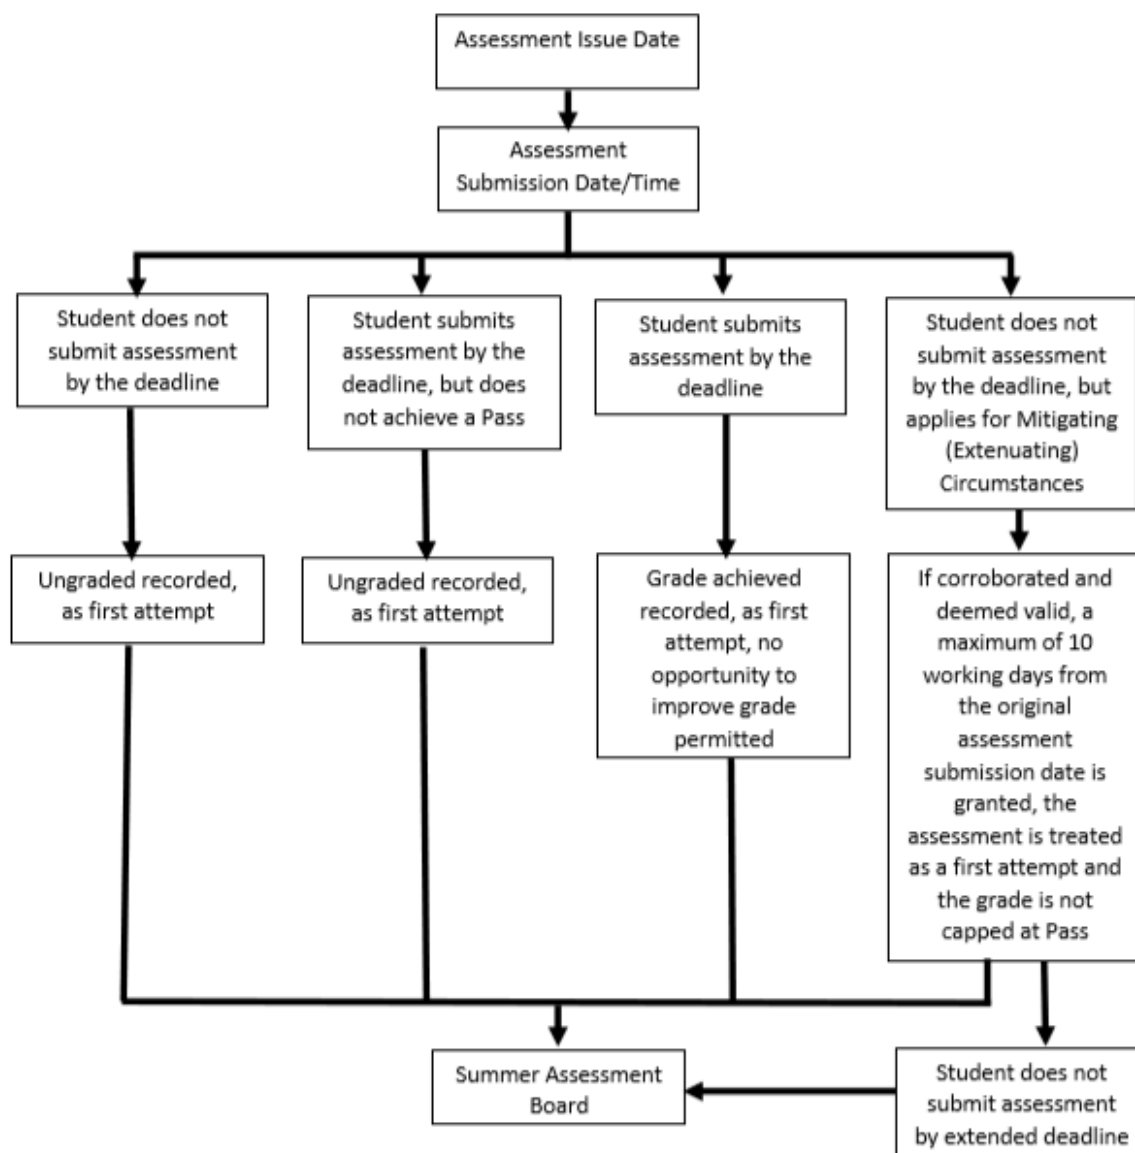 Assessment Issue Date
Assessment
Submission Date/Time
Student does not
submit assessment
by the deadline
Student submits
assessment by the
deadline, but does
not achieve a Pass
Student submits
assessment by the
deadline
Student does not
submit assessment
by the deadline, but
applies for Mitigating
(Extenuating)
Circumstances
Ungraded recorded,
as first attempt
Ungraded recorded,
as first attempt
Grade achieved
recorded, as first
attempt, no
opportunity to
improve grade
permitted
If corroborated and
deemed valid, a
maximum of 10
working days from
the original
assessment
submission date is
granted, the
assessment is treated
as a first attempt and
the grade is not
capped at Pass
Summer Assessment
Board
Student does not
submit assessment
by extended deadline